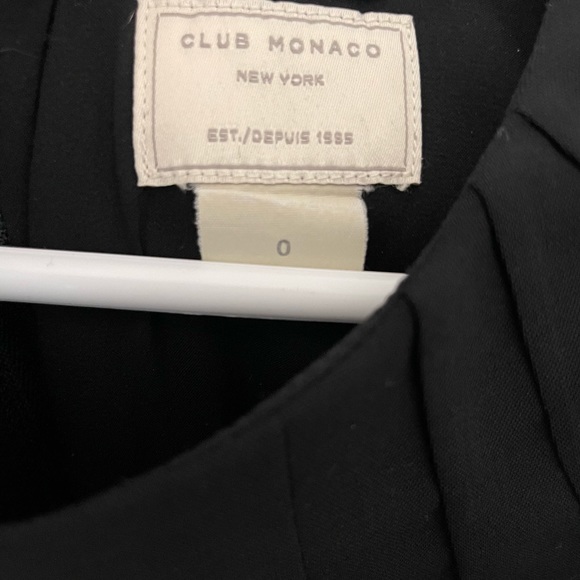 CLUB MONACO
NEW YORK
EST./DEPUIS 1985
0